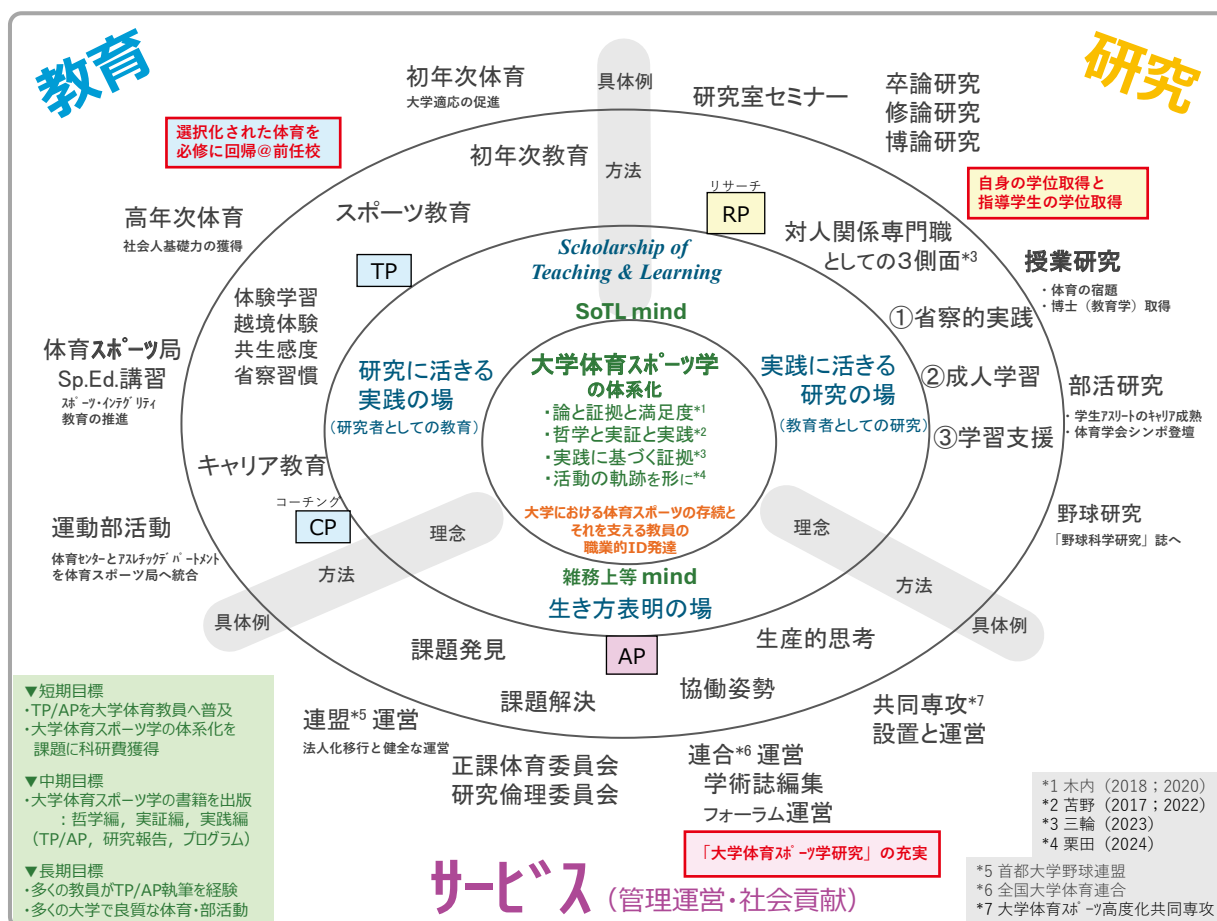 教育
研究
サービス（管理運営・社会貢献）
具体例
方法
初年次体育
大学適応の促進
研究室セミナー
卒論研究
修論研究
博論研究
選択化された体育を
必修に回帰@前任校
初年次教育
リサーチ
RP
自身の学位取得と
指導学生の学位取得
高年次体育
社会人基礎力の獲得
スポーツ教育
TP
Scholarship of
Teaching & Learning
SoTL mind
対人関係専門職
としての3側面*3
授業研究
・体育の宿題
・博士（教育学）取得
体験学習
越境体験
共生感度
省察習慣
①省察的実践
②成人学習
③学習支援
体育スポーツ局
Sp.Ed.講習
スポーツ・インテグリティ
教育の推進
研究に活きる
実践の場
（研究者としての教育）
大学体育スポーツ学
の体系化
・論と証拠と満足度*1
・哲学と実証と実践*2
・実践に基づく証拠*3
・活動の軌跡を形に*4
大学における体育スポーツの存続と
それを支える教員の
職業的ID発達
実践に活きる
研究の場
（教育者としての研究）
部活研究
・学生アスリートのキャリア成熟
・体育学会シンポ登壇
キャリア教育
コーチング
CP
運動部活動
体育センターとアスレチックデパートメント
を体育スポーツ局へ統合
理念
方法
具体例
雑務上等 mind
生き方表明の場
AP
理念
方法
具体例
野球研究
「野球科学研究」誌へ
課題発見
課題解決
協働姿勢
生産的思考
連盟*5 運営
法人化移行と健全な運営
正課体育委員会
研究倫理委員会
連合*6 運営
学術誌編集
フォーラム運営
共同専攻*7
設置と運営
「大学体育スポーツ学研究」の充実
▼短期目標
・TP/APを大学体育教員へ普及
・大学体育スポーツ学の体系化を
課題に科研費獲得
▼中期目標
・大学体育スポーツ学の書籍を出版
：哲学編，実証編，実践編
（TP/AP，研究報告，プログラム）
▼長期目標
・多くの教員がTP/AP執筆を経験
・多くの大学で良質な体育・部活動
*1 木内（2018；2020）
*2 苫野（2017；2022）
*3 三輪（2023）
*4 栗田（2024）
*5 首都大学野球連盟
*6 全国大学体育連合
*7 大学体育スポーツ高度化共同専攻